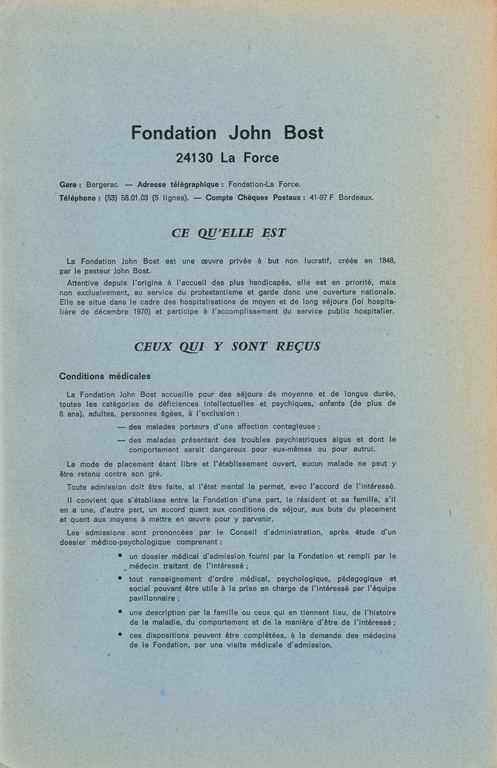 Fondation John Bost
24130 La Force
Gare : Bergerac — Adresse télégraphique : Fondation-La Force.
Téléphone : (53) 58.01.03 (5 lignes). — Compte Chèques Postaux : 41-97 F Bordeaux.
CE QU'ELLE EST
La Fondation John Bost est une œuvre privée à but non lucratif, créée en 1848,
par le pasteur John Bost.
Attentive depuis l'origine à l'accueil des plus handicapés, elle est en priorité, mais
non exclusivement, au service du protestantisme et garde donc une ouverture nationale.
Elle se situe dans le cadre des hospitalisations de moyen et de long séjours (loi hospita-
lière de décembre 1970) et participe à l'accomplissement du service public hospitalier.
CEUX QUI Y SONT REÇUS
Conditions médicales
La Fondation John Bost accueille pour des séjours de moyenne et de longue durée,
toutes les catégories de déficiences intellectuelles et psychiques, enfants (de plus de
6 ans), adultes, personnes âgées, à l'exclusion :
— des malades porteurs d'une affection contagieuse ;
— des malades présentant des troubles psychiatriques aigus et dont le
comportement serait dangereux pour eux-mêmes ou pour autrui.
Le mode de placement étant libre et l'établissement ouvert, aucun malade ne peut y
être retenu contre son gré.
Toute admission doit être faite, si l'état mental le permet, avec l'accord de l'intéressé.
Il convient que s'établisse entre la Fondation d'une part, le résident et sa famille, s'il
en a une, d'autre part, un accord quant aux conditions de séjour, aux buts du placement
et quant aux moyens à mettre en œuvre pour y parvenir.
Les admissions sont prononcées par le Conseil d'administration, après étude d'un
dossier médico-psychologique comprenant :
• un dossier médical d'admission fourni par la Fondation et rempli par le
médecin traitant de l'intéressé ;
• tout renseignement d'ordre médical, psychologique, pédagogique et
social pouvant être utile à la prise en charge de l'intéressé par l'équipe
pavillonnaire ;
• une description par la famille ou ceux qui en tiennent lieu, de l'histoire
de la maladie, du comportement et de la manière d'être de l'intéressé ;
• ces dispositions peuvent être complétées, à la demande des médecins
de la Fondation, par une visite médicale d'admission.